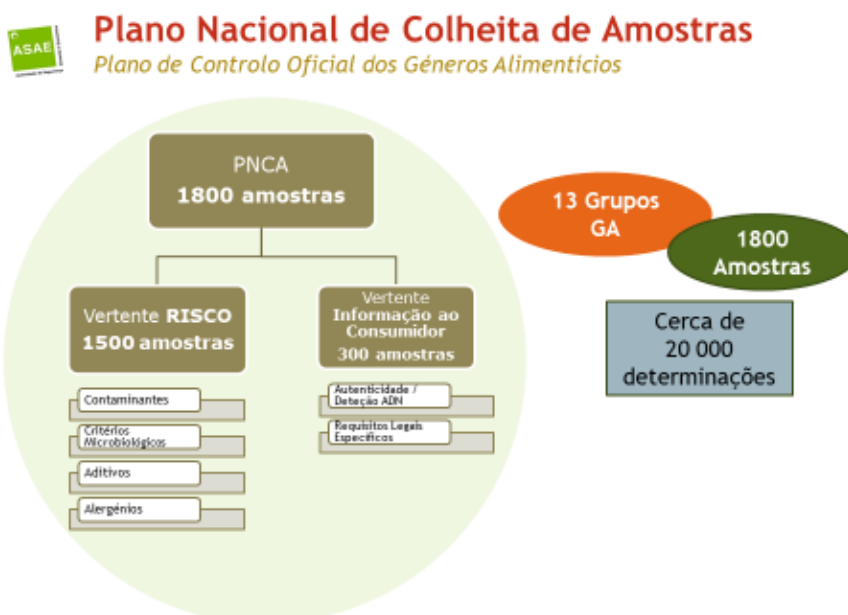 ASAE
Plano Nacional de Colheita de Amostras
Plano de Controlo Oficial dos Géneros Alimentícios
PNCA
1800 amostras
Vertente RISCO
1500 amostras
Contaminantes
Critérios
Microbiológicos
Aditivos
Alergénios
Vertente
Informação ao
Consumidor
300 amostras
Autenticidade /
Deteção ADN
Requisitos Legais
Específicos
13 Grupos
GA
1800
Amostras
Cerca de
20 000
determinações